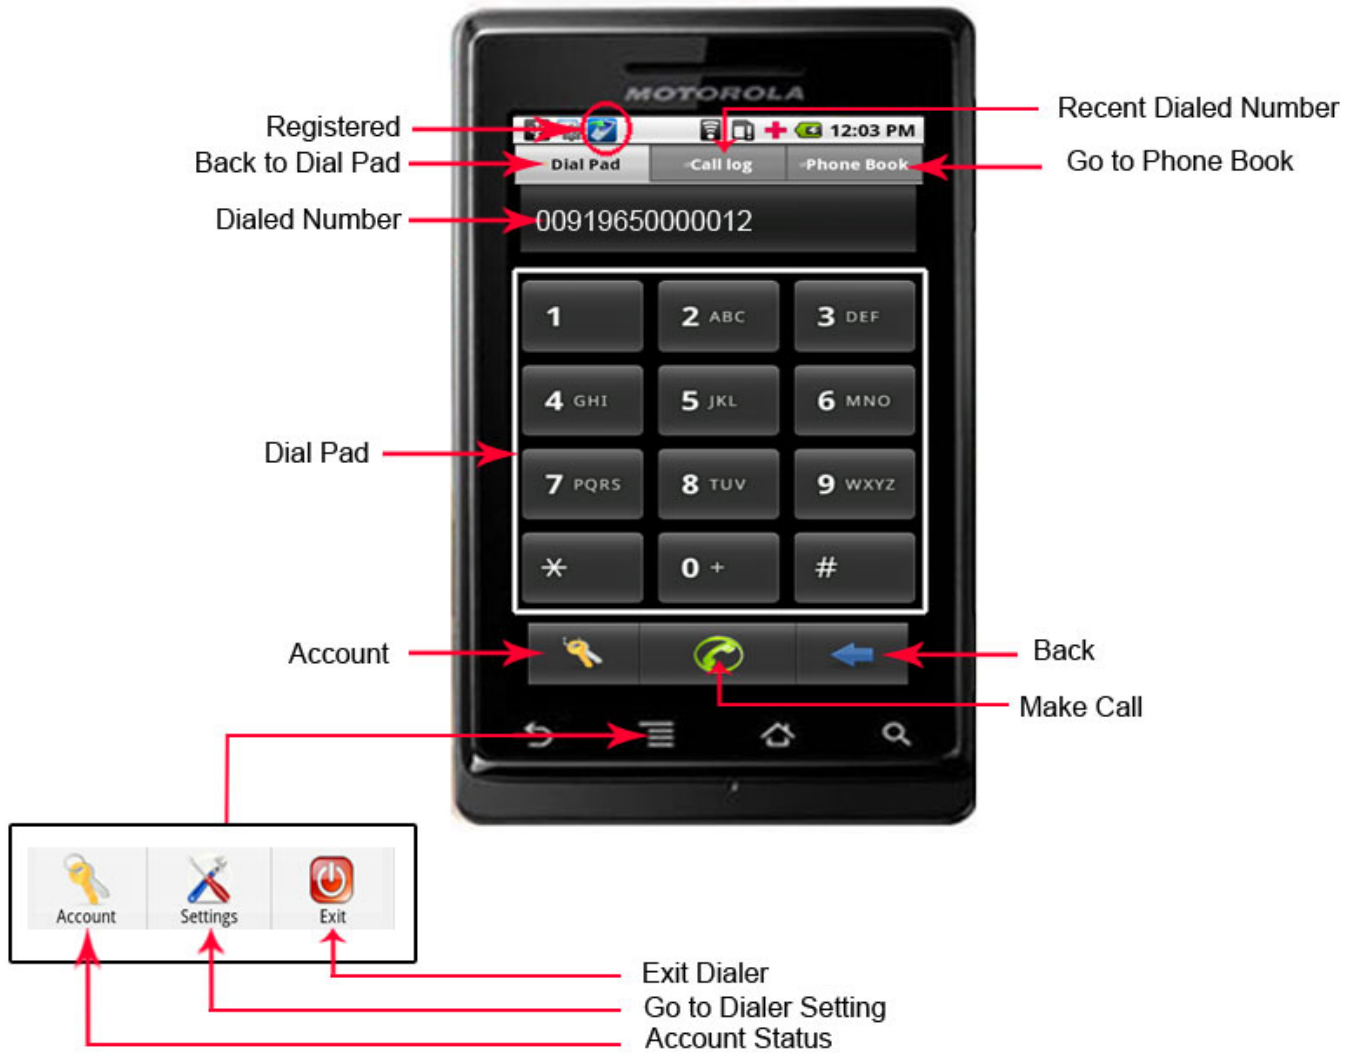 MOTOROLA
Recent Dialed Number
Registered
12:03 PM
Back to Dial Pad
Dial Pad
Call log
Phone Book
Go to Phone Book
Dialed Number
00919650000012
1
2 ABC
3 DEF
4 GHI
5 JKL
6 MNO
Dial Pad
7 PQRS
8 TUV
9 WXYZ
*
0 +
#
Account
Back
Make Call
Account
Settings
Exit
Exit Dialer
Go to Dialer Setting
Account Status